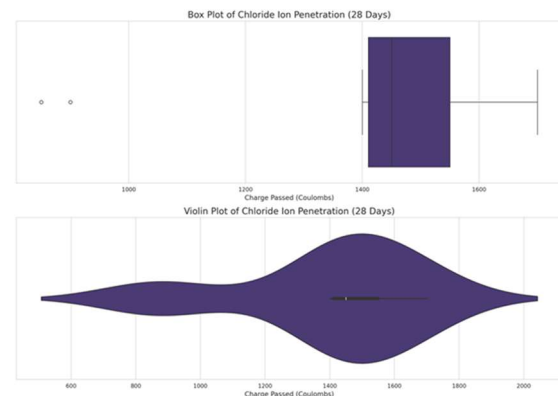 Box Plot of Chloride Ion Penetration (28 Days)
1000 1200 1400 1600
Charge Passed (Coulombs)
Violin Plot of Chloride Ion Penetration (28 Days)
600 800 1000 1200 1400 1600 1800 2000
Charge Passed (Coulombs)